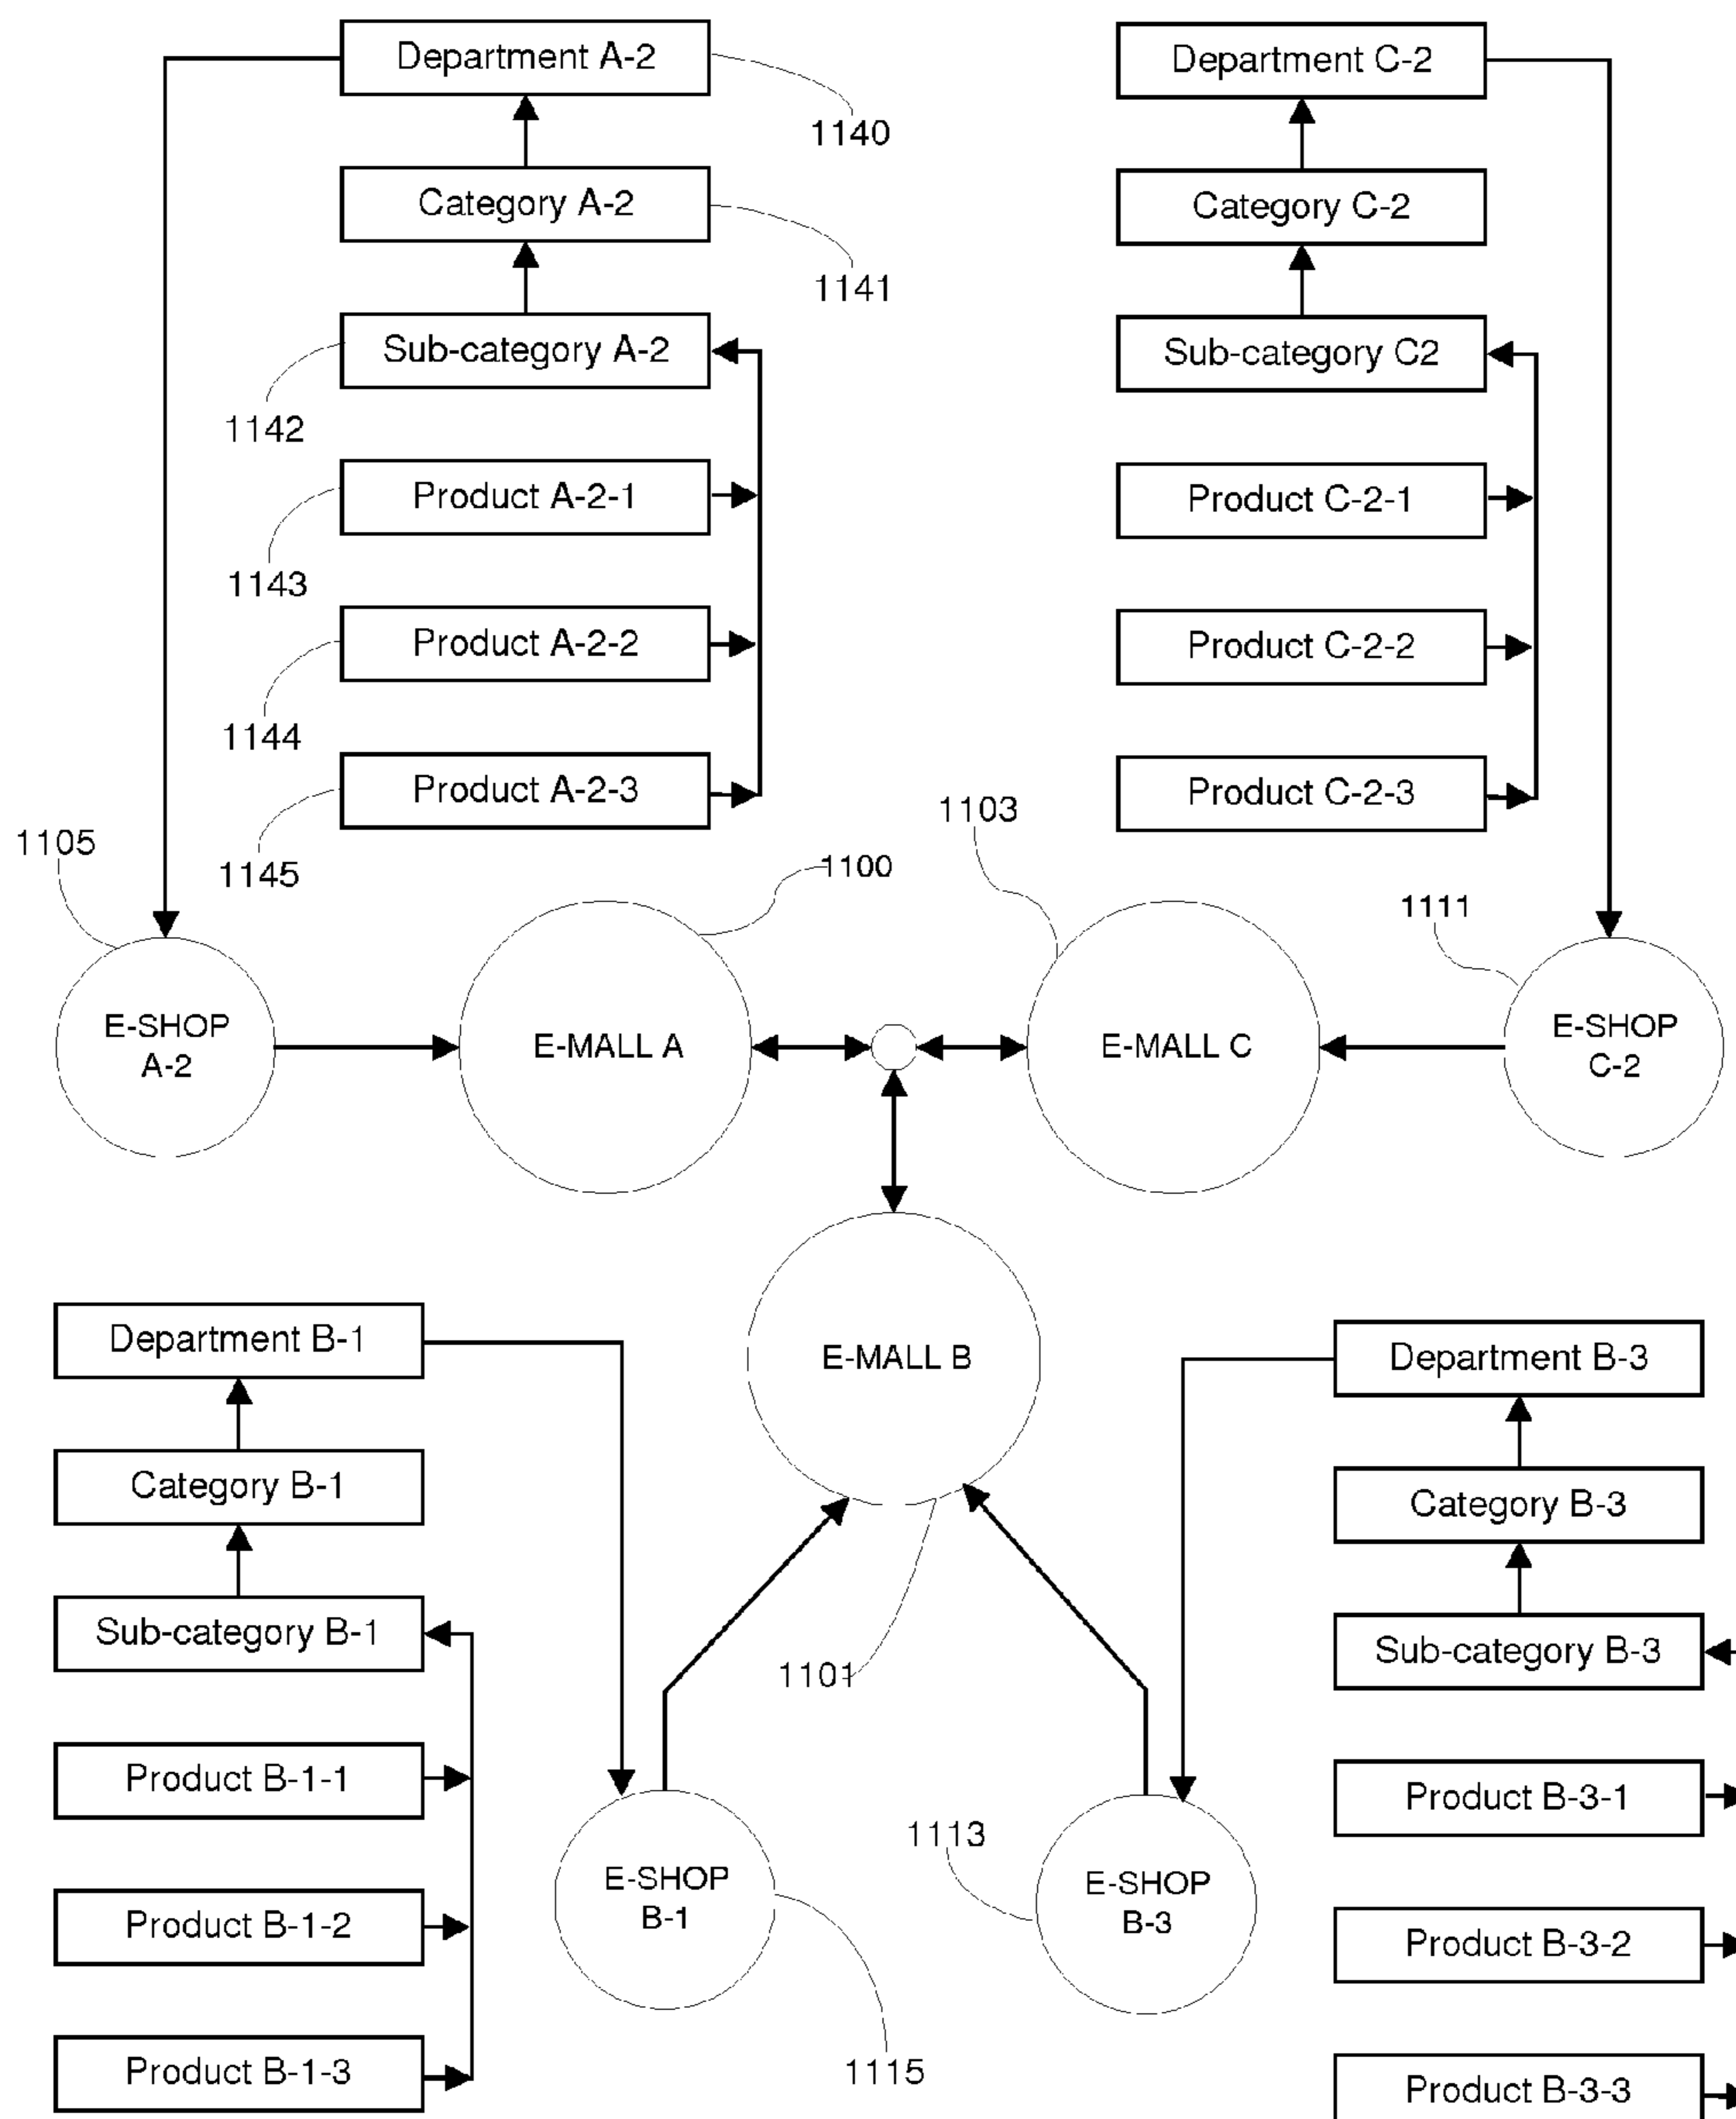 Department A-2
1140
Category A-2
1141
Sub-category A-2
1142
Product A-2-1
1143
Product A-2-2
1144
Product A-2-3
1145
Department C-2
Category C-2
Sub-category C2
Product C-2-1
Product C-2-2
Product C-2-3
1105
1100
1103
1111
E-SHOP
A-2
E-MALL A
E-MALL C
E-SHOP
C-2
E-MALL B
1101
Department B-1
Category B-1
Sub-category B-1
Product B-1-1
Product B-1-2
Product B-1-3
E-SHOP
B-1
1115
1113
E-SHOP
B-3
Department B-3
Category B-3
Sub-category B-3
Product B-3-1
Product B-3-2
Product B-3-3